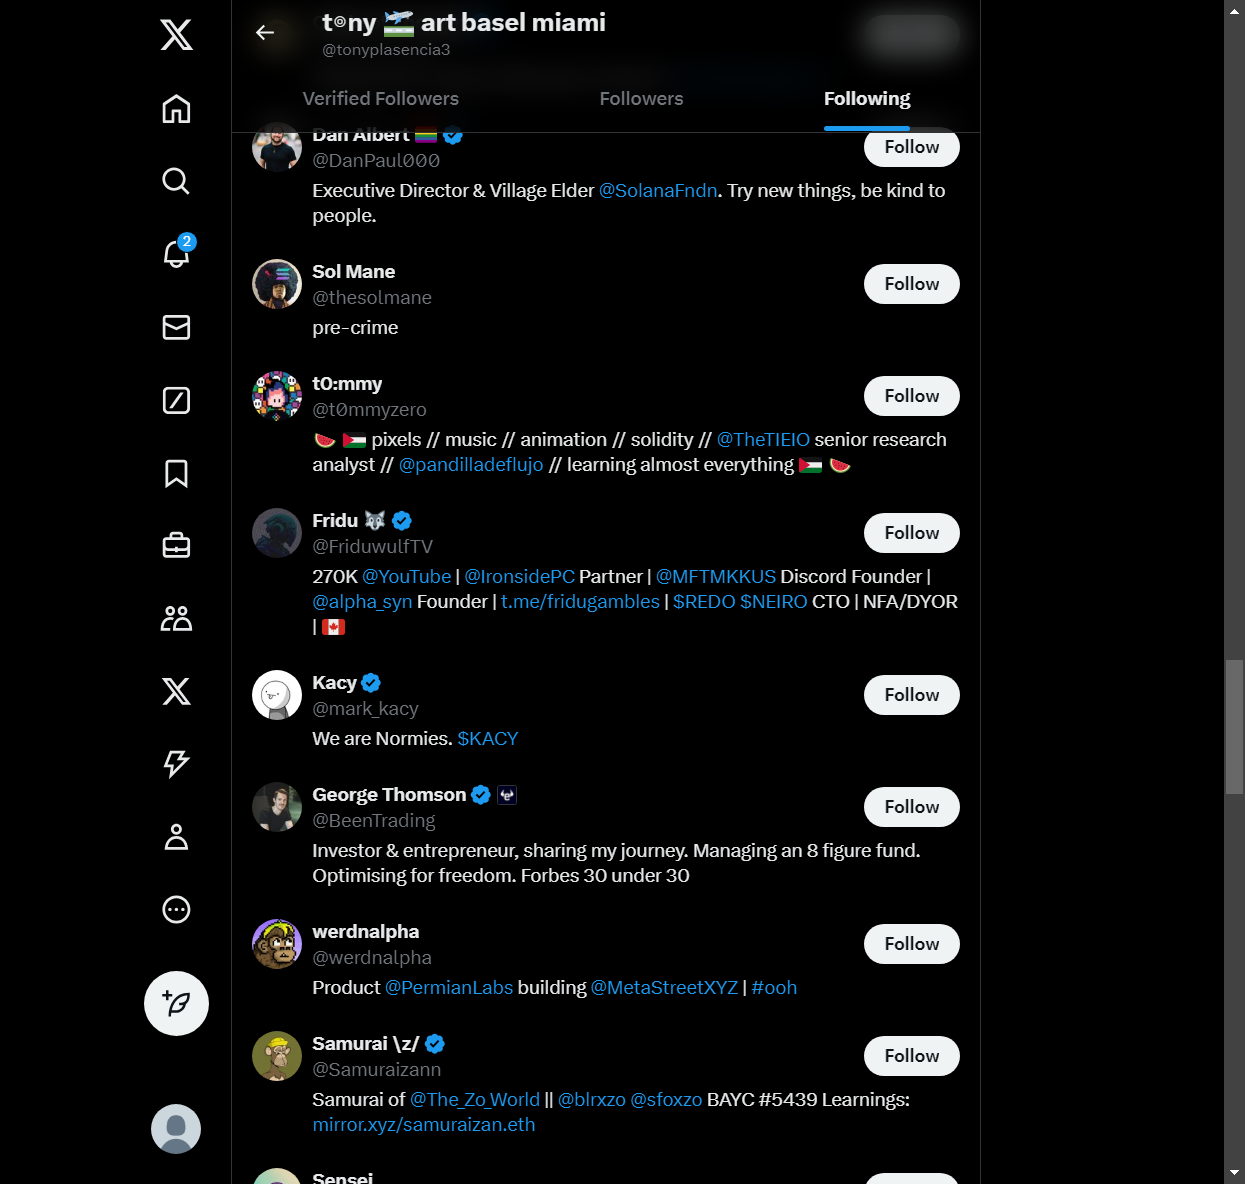 t⌾ny 🛫 art basel miami
@tonyplasencia3
Verified Followers
Followers
Following
2
Dan Albert
@DanPaul000
Follow
Executive Director & Village Elder @SolanaFndn. Try new things, be kind to
people.
Sol Mane
@thesolmane
Follow
pre-crime
t0:mmy
@t0mmyzero
Follow
🍉 🇵🇸 pixels // music // animation // solidity // @TheTIEIO senior research
analyst // @pandilladeflujo // learning almost everything 🇵🇸 🍉
Fridu 🐺
@FriduwulfTV
Follow
270K @YouTube | @IronsidePC Partner | @MFTMKKUS Discord Founder |
@alpha_syn Founder | t.me/fridugambles | $REDO $NEIRO CTO | NFA/DYOR
| 🇨🇦
Kacy
@mark_kacy
Follow
We are Normies. $KACY
George Thomson
@BeenTrading
Follow
Investor & entrepreneur, sharing my journey. Managing an 8 figure fund.
Optimising for freedom. Forbes 30 under 30
werdnalpha
@werdnalpha
Follow
Product @PermianLabs building @MetaStreetXYZ | #ooh
Samurai \z/
@Samuraizann
Follow
Samurai of @The_Zo_World || @blrxzo @sfoxzo BAYC #5439 Learnings:
mirror.xyz/samuraizan.eth
Sensei